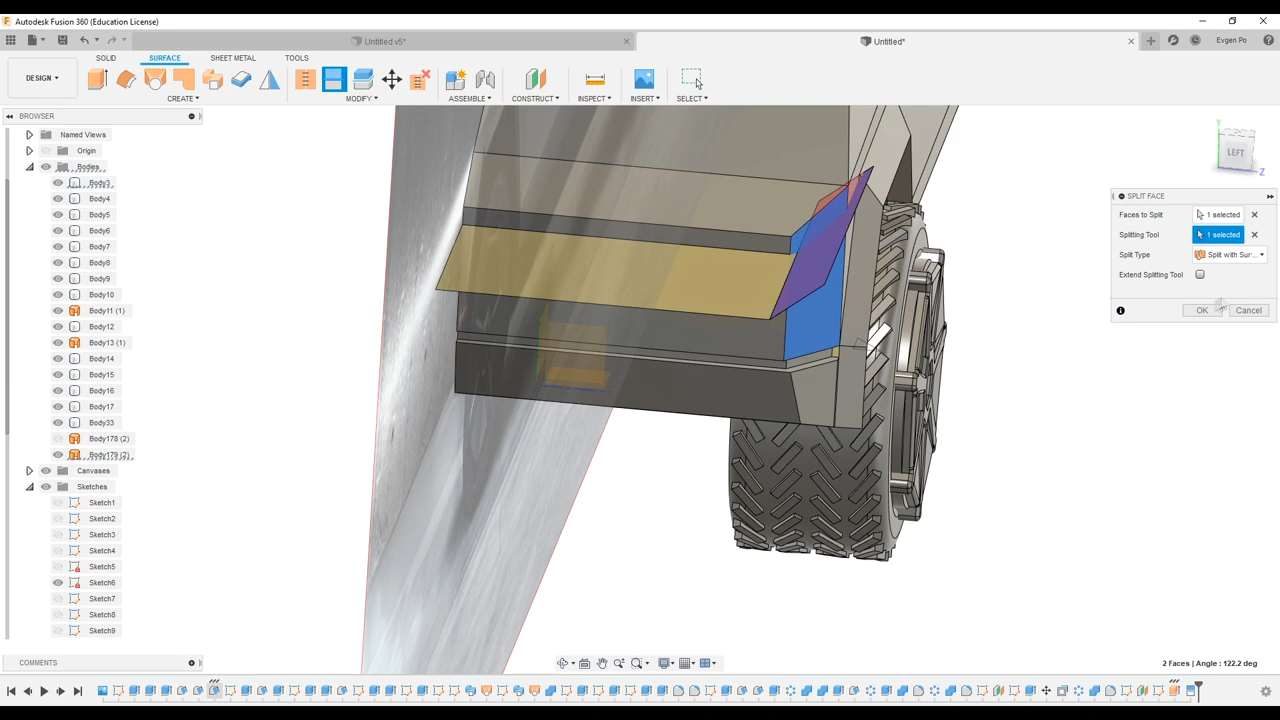 Autodesk Fusion 360 (Education License)
Untitled v5*
Untitled*
Evgen Po
DESIGN
SOLID
SURFACE
SHEET METAL
TOOLS
CREATE
MODIFY
ASSEMBLE
CONSTRUCT
INSPECT
INSERT
SELECT
BROWSER
Named Views
Origin
Bodies
Body3
Body4
Body5
Body6
Body7
Body8
Body9
Body10
Body11 (1)
Body12
Body13 (1)
Body14
Body15
Body16
Body17
Body33
Body178 (2)
Body179 (2)
Canvases
Sketches
Sketch1
Sketch2
Sketch3
Sketch4
Sketch5
Sketch6
Sketch7
Sketch8
Sketch9
COMMENTS
Y
LEFT
Z
SPLIT FACE
Faces to Split 1 selected
Splitting Tool 1 selected
Split Type Split with Sur...
Extend Splitting Tool
OK Cancel
2 Faces | Angle : 122.2 deg